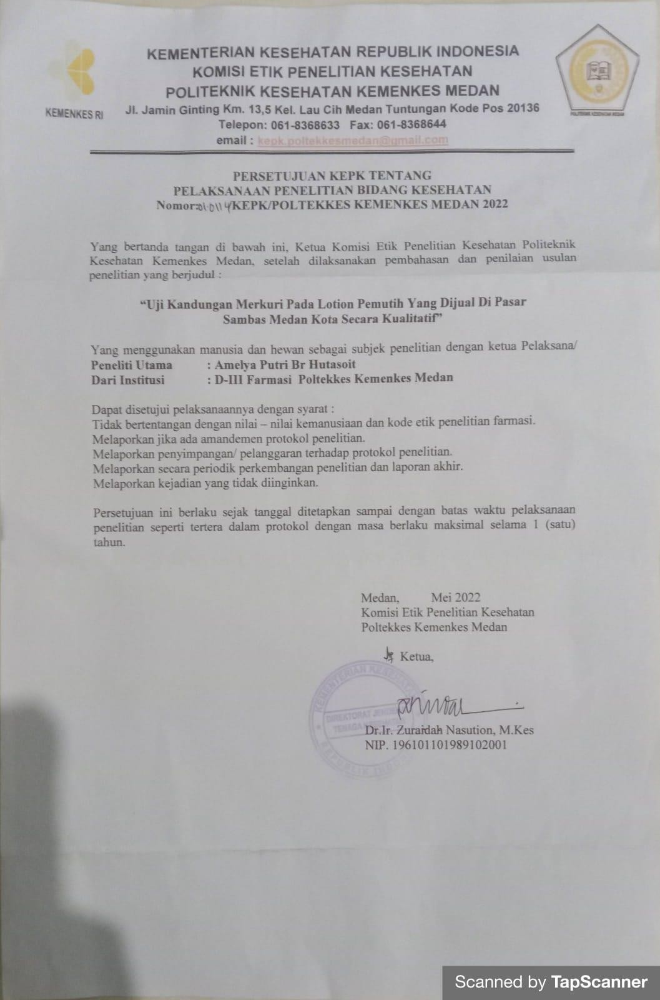 KEMENTERIAN KESEHATAN REPUBLIK INDONESIA
KOMISI ETIK PENELITIAN KESEHATAN
POLITEKNIK KESEHATAN KEMENKES MEDAN
KEMENKES RI
Jl. Jamin Ginting Km. 13,5 Kel. Lau Cih Medan Tuntungan Kode Pos 20136
Telepon: 061-8368633 Fax: 061-8368644
email : kepk.poltekkesmedan@gmail.com
POLITEKNIK KESEHATAN MEDAN
PERSETUJUAN KEPK TENTANG
PELAKSANAAN PENELITIAN BIDANG KESEHATAN
Nomor: /KEPK/POLTEKKES KEMENKES MEDAN 2022
Yang bertanda tangan di bawah ini, Ketua Komisi Etik Penelitian Kesehatan Politeknik
Kesehatan Kemenkes Medan, setelah dilaksanakan pembahasan dan penilaian usulan
penelitian yang berjudul :
“Uji Kandungan Merkuri Pada Lotion Pemutih Yang Dijual Di Pasar
Sambas Medan Kota Secara Kualitatif”
Yang menggunakan manusia dan hewan sebagai subjek penelitian dengan ketua Pelaksana/
Peneliti Utama : Amelya Putri Br Hutasoit
Dari Institusi : D-III Farmasi Poltekkes Kemenkes Medan
Dapat disetujui pelaksanaannya dengan syarat :
Tidak bertentangan dengan nilai – nilai kemanusiaan dan kode etik penelitian farmasi.
Melaporkan jika ada amandemen protokol penelitian.
Melaporkan penyimpangan/ pelanggaran terhadap protokol penelitian.
Melaporkan secara periodik perkembangan penelitian dan laporan akhir.
Melaporkan kejadian yang tidak diinginkan.
Persetujuan ini berlaku sejak tanggal ditetapkan sampai dengan batas waktu pelaksanaan
penelitian seperti tertera dalam protokol dengan masa berlaku maksimal selama 1 (satu)
tahun.
Medan, Mei 2022
Komisi Etik Penelitian Kesehatan
Poltekkes Kemenkes Medan
Ketua,
KEMENTERIAN KESEHATAN
DIREKTORAT
TENAGA KESEHATAN
REPUBLIK
Dr.Ir. Zuraidah Nasution, M.Kes
NIP. 196101101989102001
Scanned by TapScanner